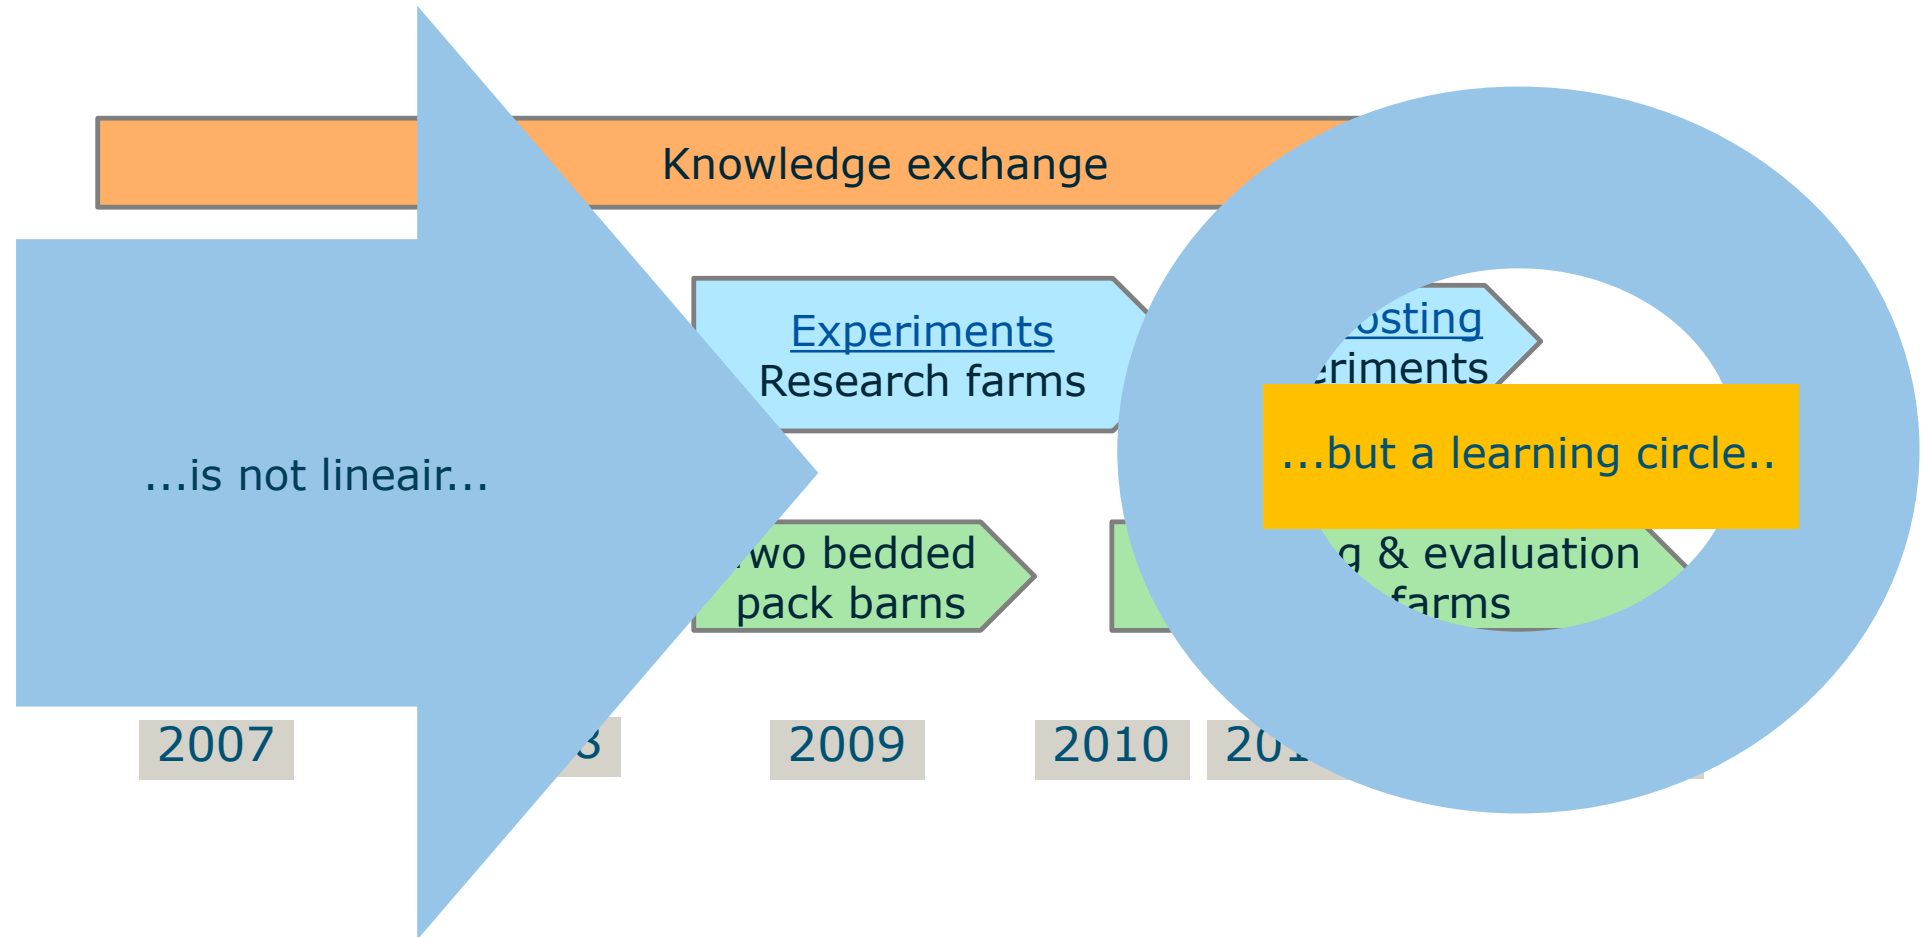 Knowledge exchange
Experiments
Research farms
...is not lineair...
...but a learning circle..
bedded
pack barns
& evaluation
farms
2007
2009
2010